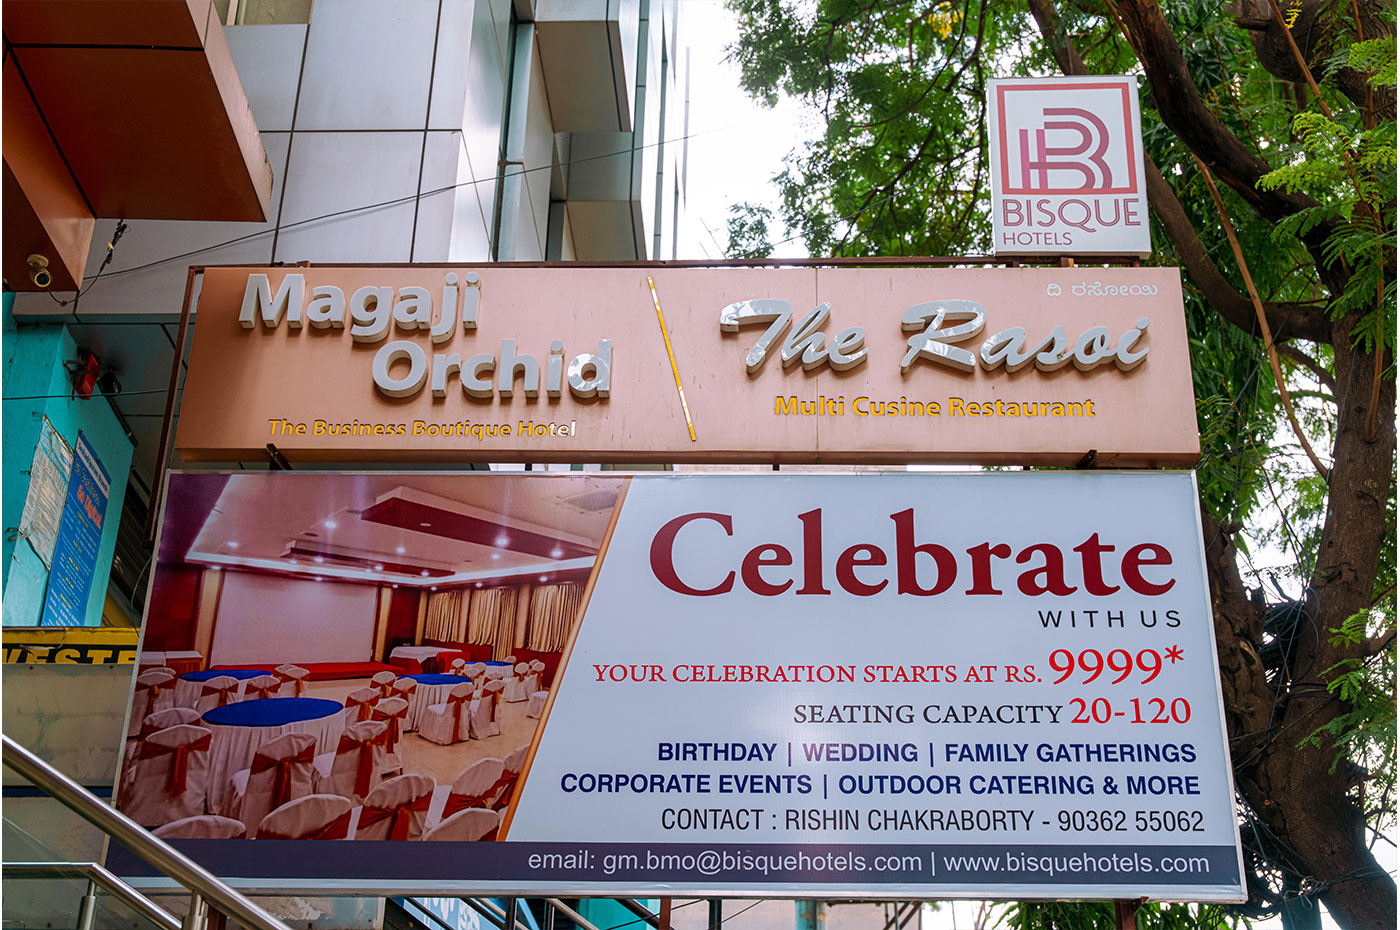 BISQUE
HOTELS
Magaji
Orchid
The Business Boutique Hotel
ದಿ ರಸೋಯಿ
The Rasoi
Multi Cusine Restaurant
Celebrate
WITH US
YOUR CELEBRATION STARTS AT RS. 9999*
SEATING CAPACITY 20-120
BIRTHDAY | WEDDING | FAMILY GATHERINGS
CORPORATE EVENTS | OUTDOOR CATERING & MORE
CONTACT : RISHIN CHAKRABORTY - 90362 55062
email: gm.bmo@bisquehotels.com | www.bisquehotels.com